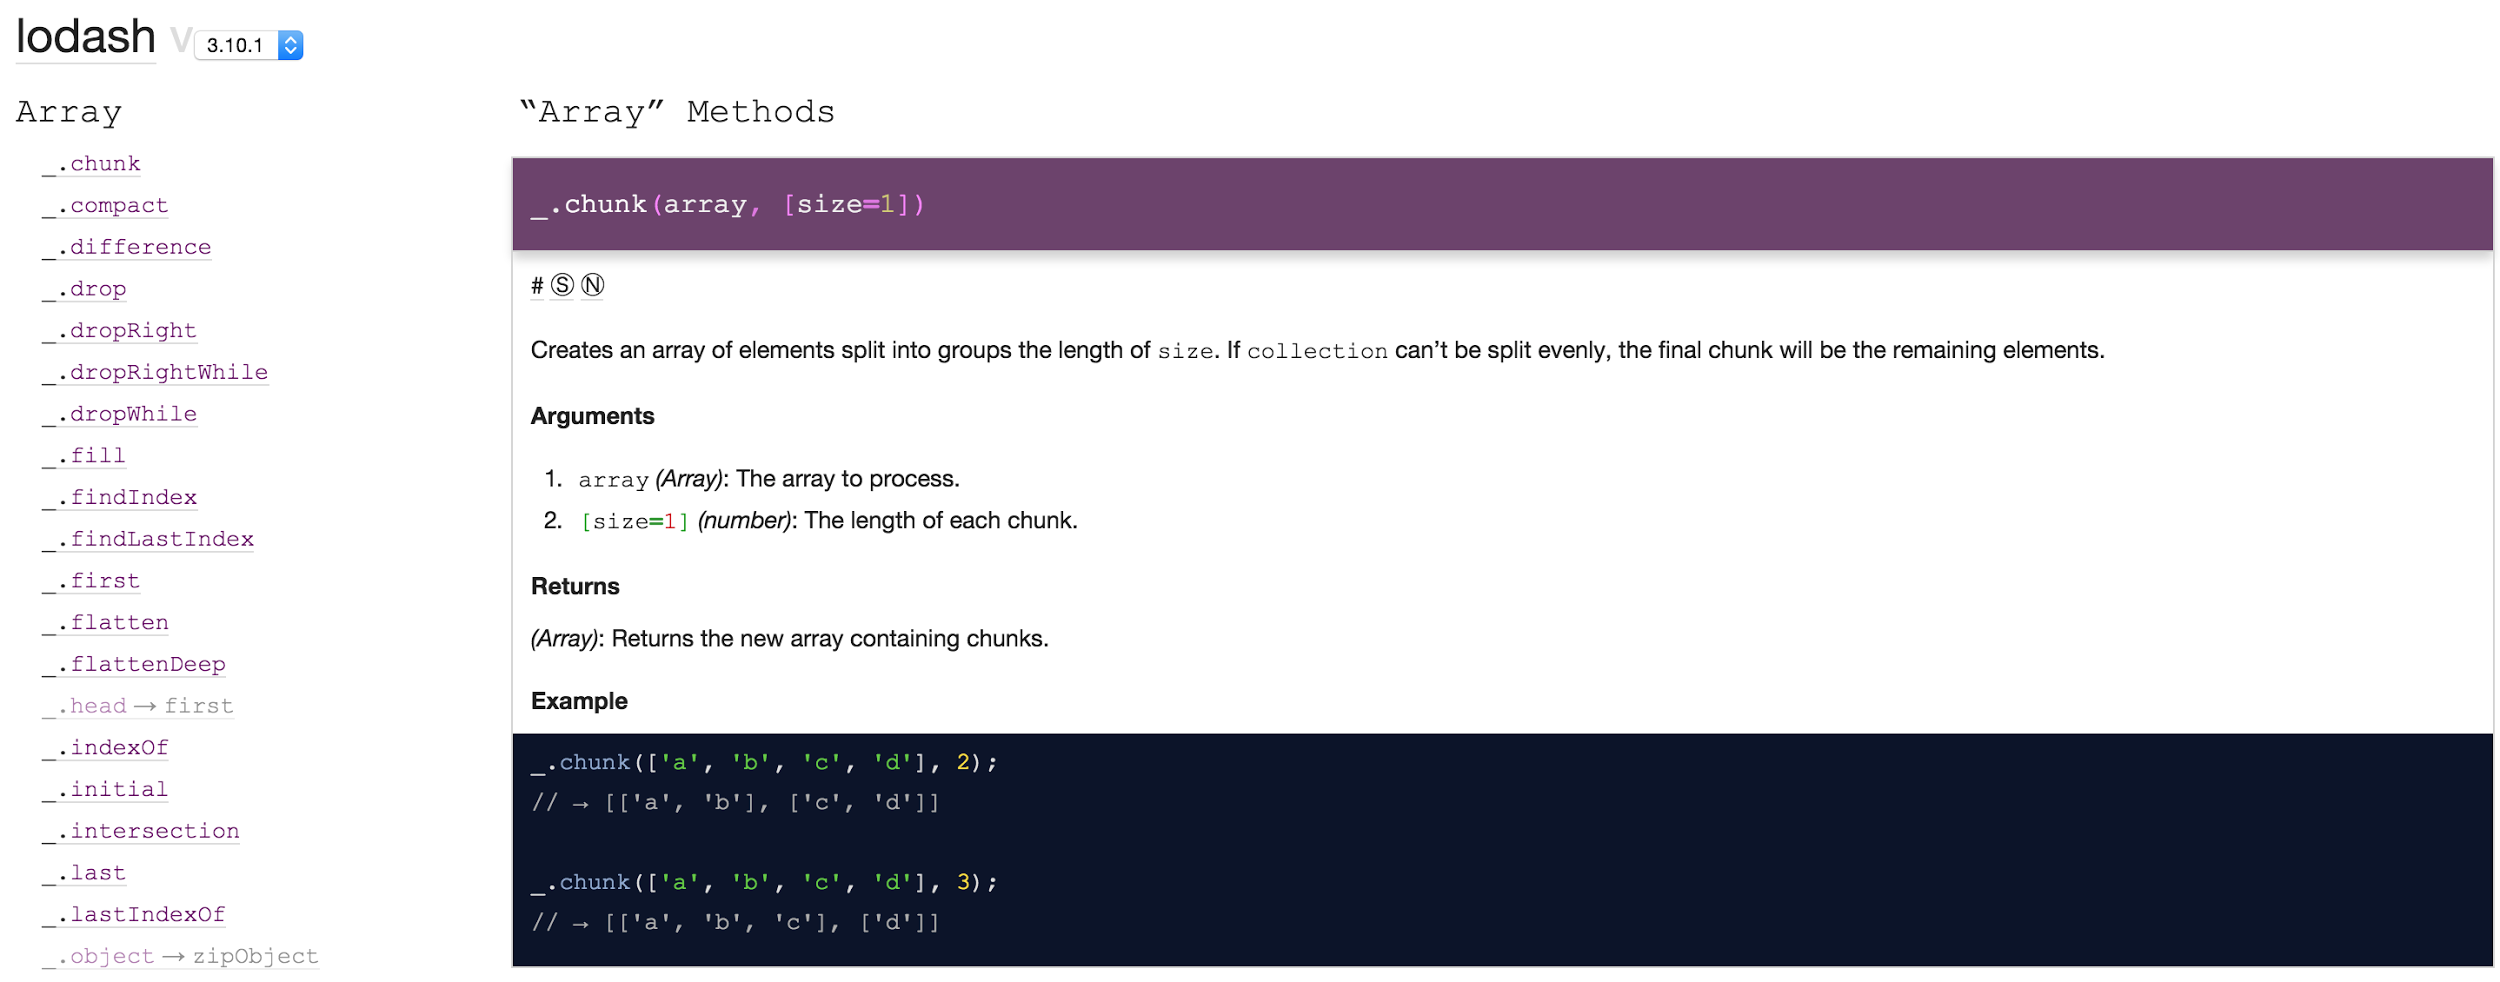 lodash v 3.10.1
Array
_.chunk
_.compact
_.difference
_.drop
_.dropRight
_.dropRightWhile
_.dropWhile
_.fill
_.findIndex
_.findLastIndex
_.first
_.flatten
_.flattenDeep
_.head → first
_.indexOf
_.initial
_.intersection
_.last
_.lastIndexOf
_.object → zipObject
“Array” Methods
_.chunk(array, [size=1])
# Ⓢ Ⓝ
Creates an array of elements split into groups the length of size. If collection can’t be split evenly, the final chunk will be the remaining elements.
Arguments
1. array (Array): The array to process.
2. [size=1] (number): The length of each chunk.
Returns
(Array): Returns the new array containing chunks.
Example
_.chunk(['a', 'b', 'c', 'd'], 2);
// → [['a', 'b'], ['c', 'd']]
_.chunk(['a', 'b', 'c', 'd'], 3);
// → [['a', 'b', 'c'], ['d']]